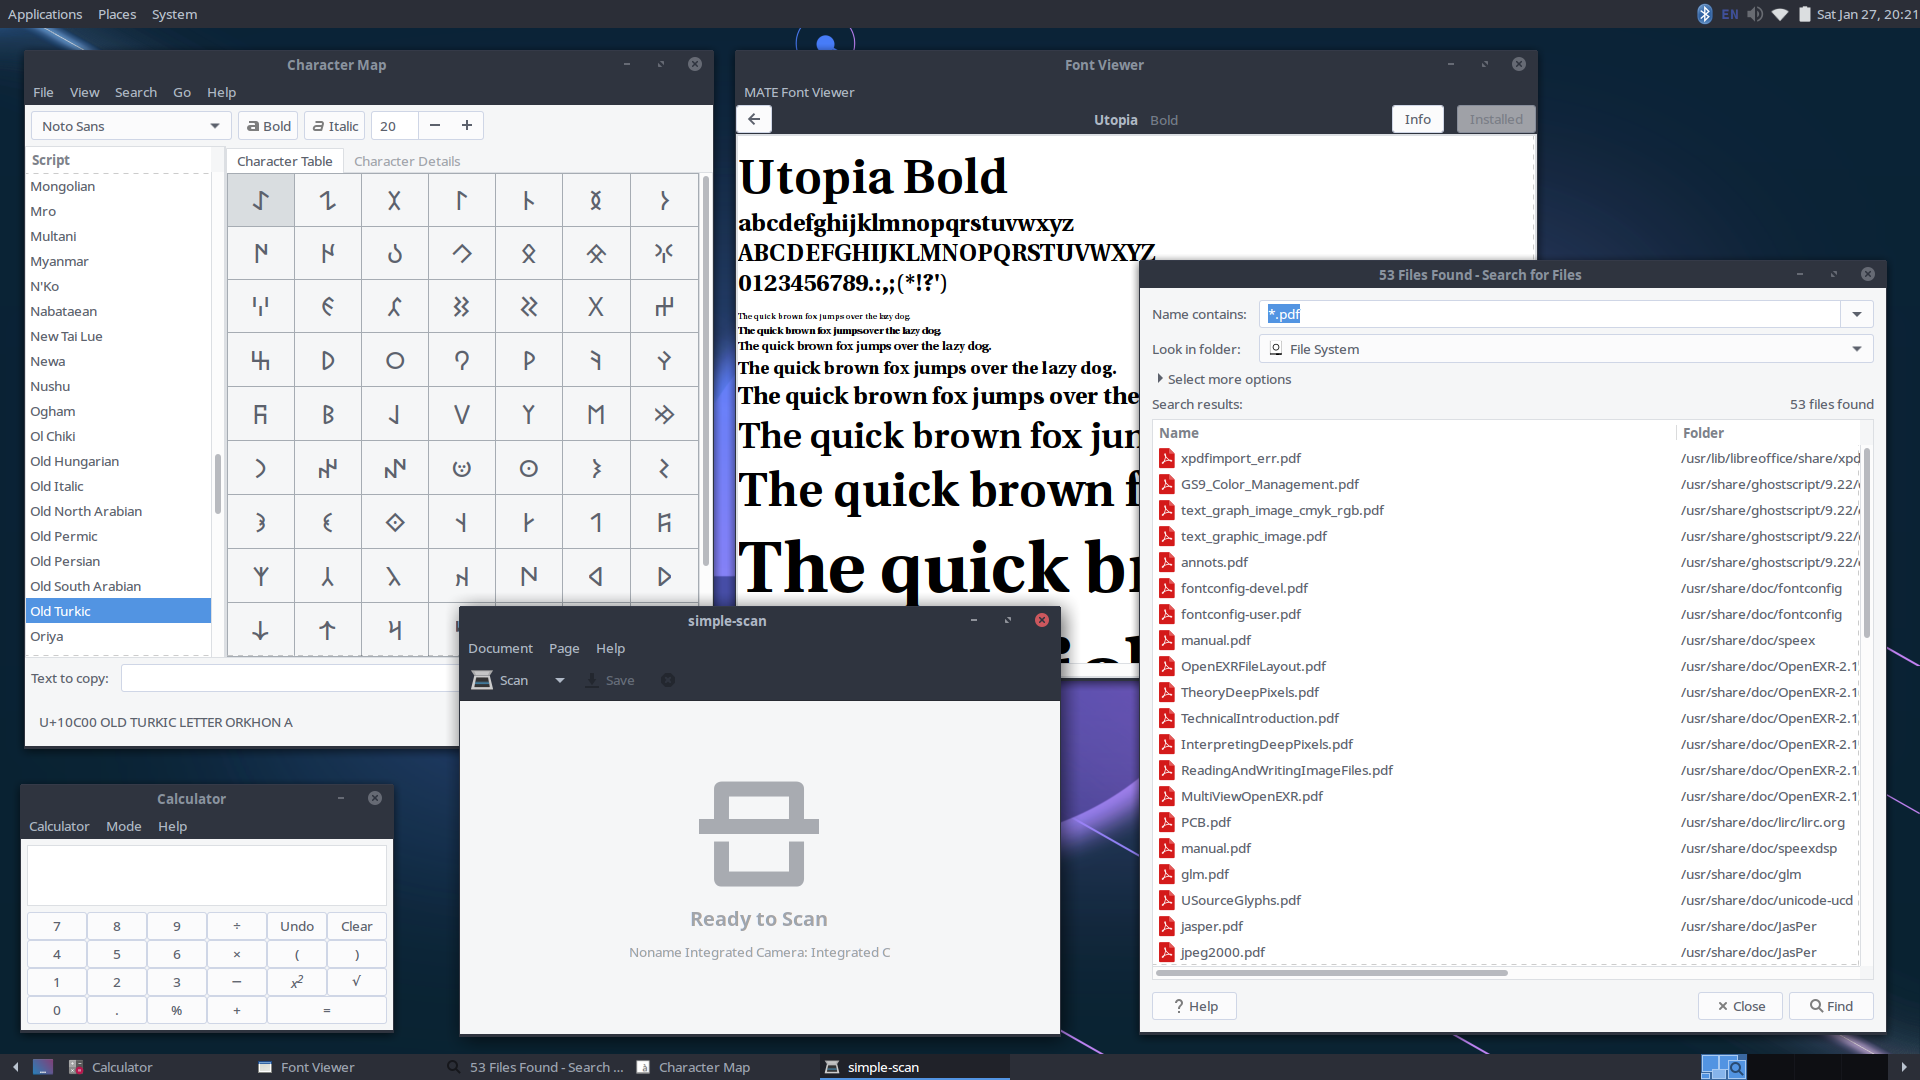 Applications Places System
EN Sat Jan 27, 20:21
Character Map
File View Search Go Help
Noto Sans
a Bold
a Italic
20
Script
Mongolian
Mro
Multani
Myanmar
N'Ko
Nabataean
New Tai Lue
Newa
Nushu
Ogham
Ol Chiki
Old Hungarian
Old Italic
Old North Arabian
Old Permic
Old Persian
Old South Arabian
Old Turkic
Oriya
Character Table Character Details
Text to copy:
U+10C00 OLD TURKIC LETTER ORKHON A
Font Viewer
MATE Font Viewer
Utopia Bold
Info
Installed
Utopia Bold
abcdefghijklmnopqrstuvwxyz
ABCDEFGHIJKLMNOPQRSTUVWXYZ
0123456789.:,;(*!?')
The quick brown fox jumps over the lazy dog.
The quick brown fox jumps over the lazy dog.
The quick brown fox jumps over the lazy dog.
The quick brown fox jumps over the lazy dog.
The quick brown fox jumps over the
The quick brown fox jun
The quick brown f
The quick br
53 Files Found - Search for Files
Name contains: *.pdf
Look in folder: File System
Select more options
Search results: 53 files found
Name Folder
xpdfimport_err.pdf /usr/lib/libreoffice/share/xpd
GS9_Color_Management.pdf /usr/share/ghostscript/9.22/
text_graph_image_cmyk_rgb.pdf /usr/share/ghostscript/9.22/
text_graphic_image.pdf /usr/share/ghostscript/9.22/
annots.pdf /usr/share/ghostscript/9.22/
fontconfig-devel.pdf /usr/share/doc/fontconfig
fontconfig-user.pdf /usr/share/doc/fontconfig
manual.pdf /usr/share/doc/speex
OpenEXRFileLayout.pdf /usr/share/doc/OpenEXR-2.1
TheoryDeepPixels.pdf /usr/share/doc/OpenEXR-2.1
TechnicalIntroduction.pdf /usr/share/doc/OpenEXR-2.1
InterpretingDeepPixels.pdf /usr/share/doc/OpenEXR-2.1
ReadingAndWritingImageFiles.pdf /usr/share/doc/OpenEXR-2.1
MultiViewOpenEXR.pdf /usr/share/doc/OpenEXR-2.1
PCB.pdf /usr/share/doc/lirc/lirc.org
manual.pdf /usr/share/doc/speexdsp
glm.pdf /usr/share/doc/glm
USourceGlyphs.pdf /usr/share/doc/unicode-ucd
jasper.pdf /usr/share/doc/JasPer
jpeg2000.pdf /usr/share/doc/JasPer
? Help
Close
Find
simple-scan
Document Page Help
Scan
Save
Ready to Scan
Noname Integrated Camera: Integrated C
Calculator
Calculator Mode Help
7 8 9 ÷ Undo Clear
4 5 6 × ( )
1 2 3 − x² √
0 . % + =
Calculator
Font Viewer
53 Files Found - Search ...
Character Map
simple-scan